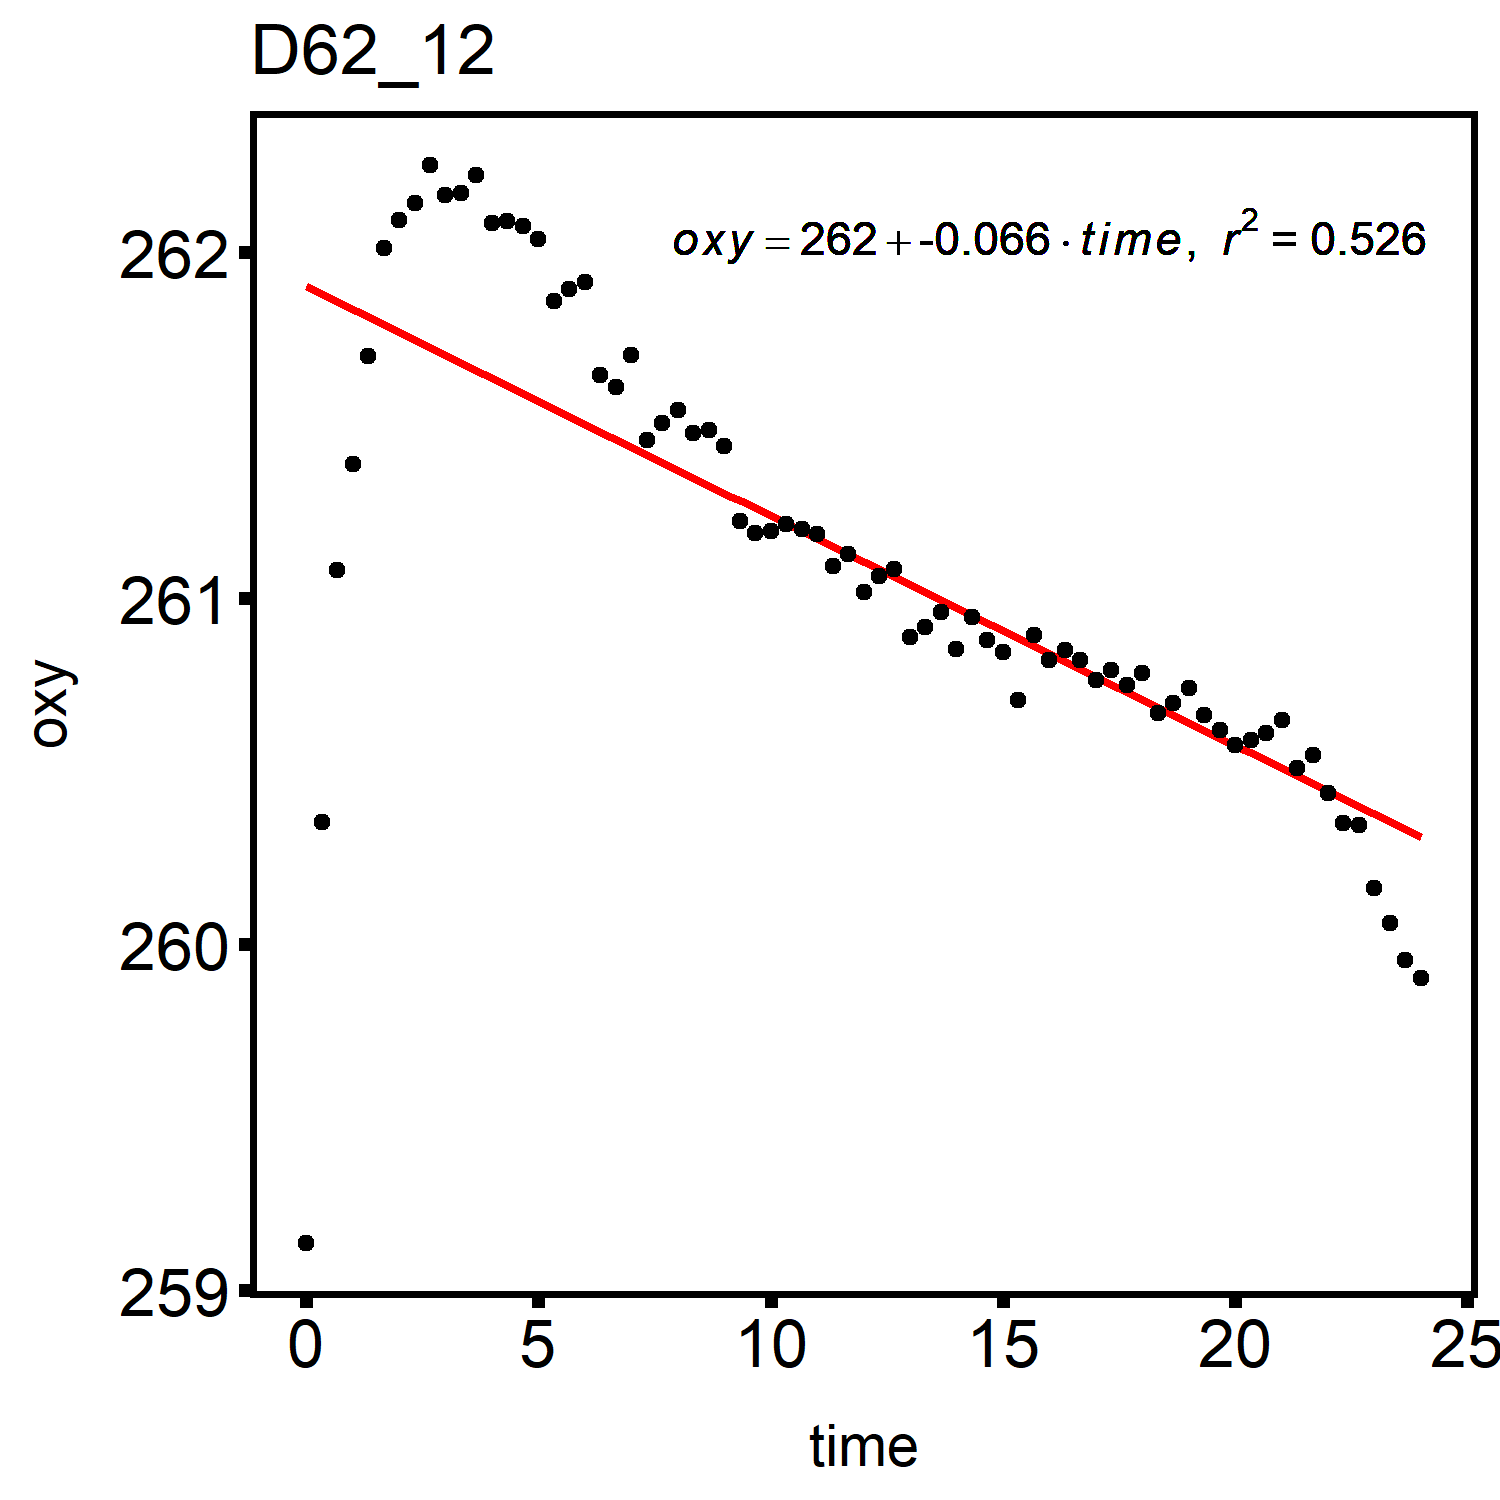 D62_12
oxy = 262 + -0.066 · time, r² = 0.526
262
261
260
259
oxy
0 5 10 15 20 25
time